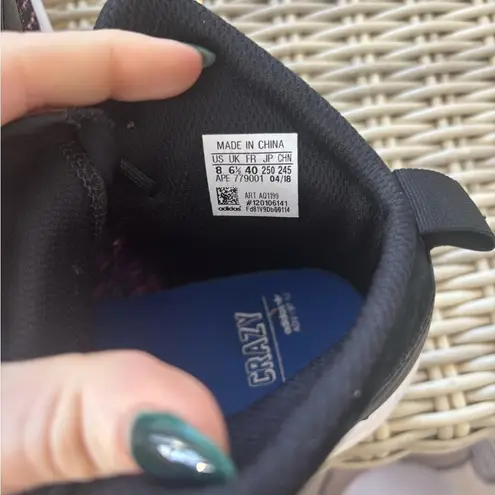 MADE IN CHINA
US UK FR JP CHN
8 6½ 40 250 245
APE 779001 04/18
ART AQ1199
#120106141
adidas
CRAZY